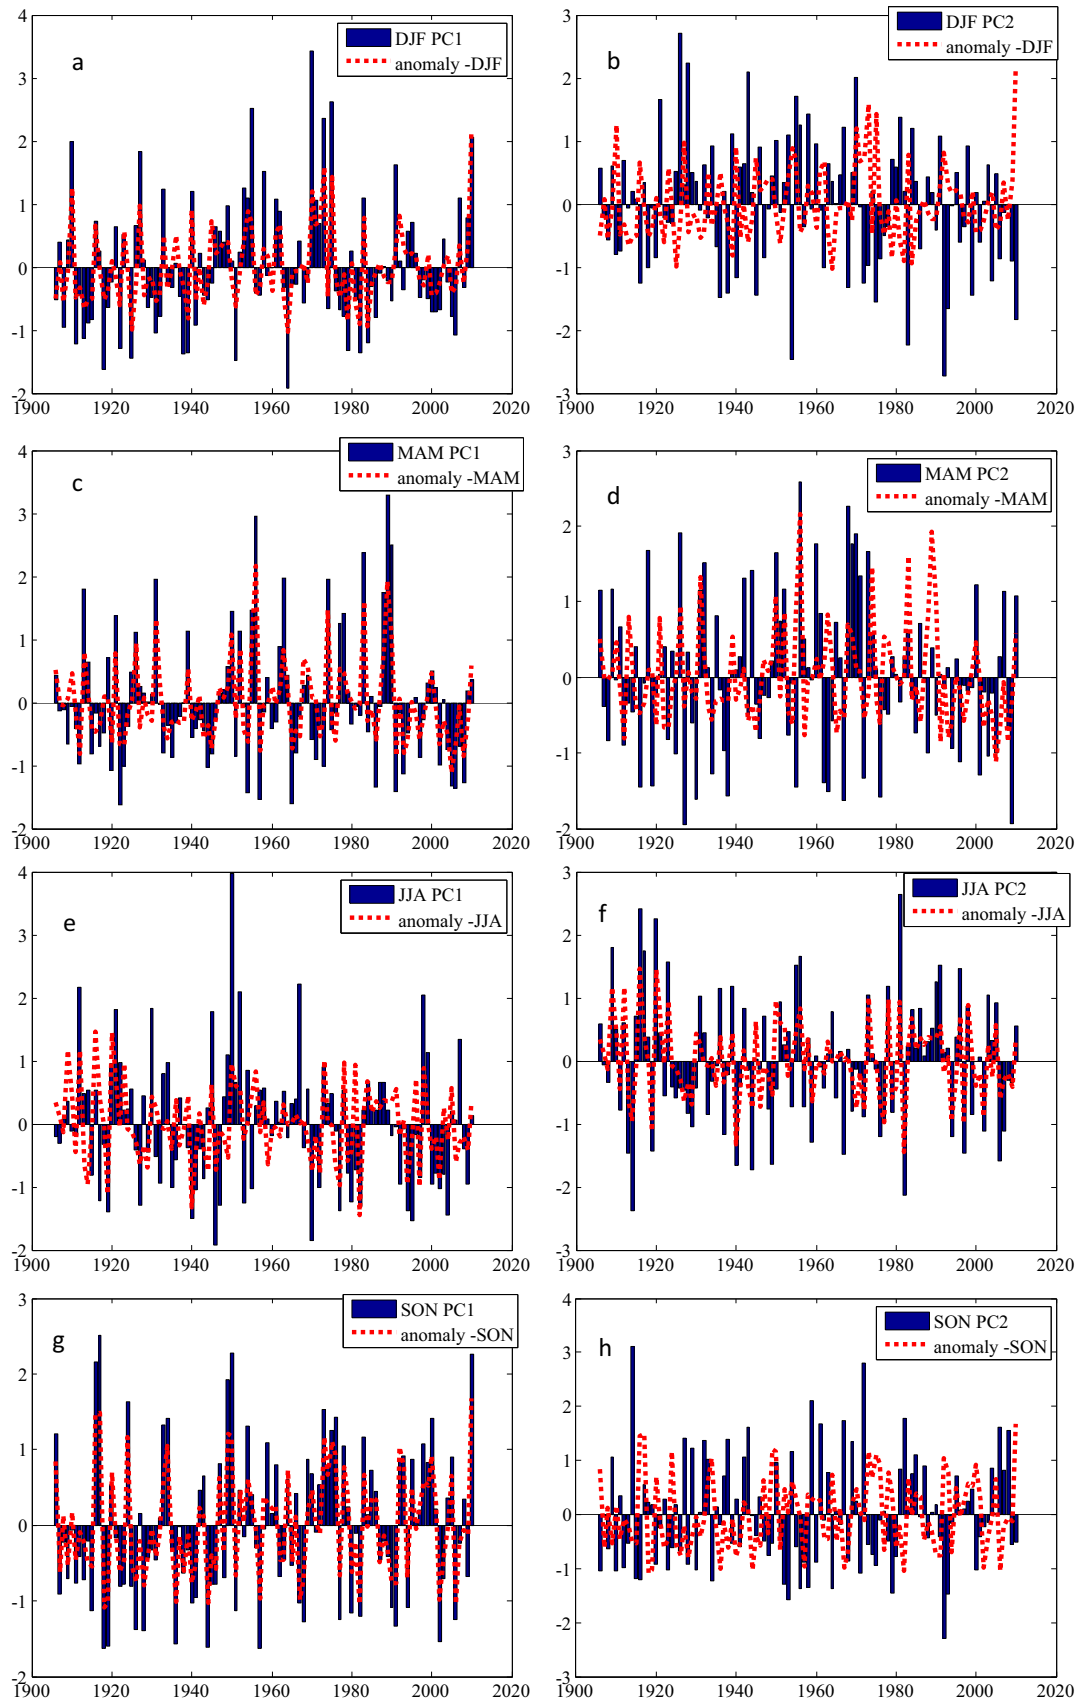 a
DJF PC1
anomaly -DJF
4
3
2
1
0
-1
-2
1900 1920 1940 1960 1980 2000 2020
b
DJF PC2
anomaly -DJF
3
2
1
0
-1
-2
-3
1900 1920 1940 1960 1980 2000 2020
c
MAM PC1
anomaly -MAM
4
3
2
1
0
-1
-2
1900 1920 1940 1960 1980 2000 2020
d
MAM PC2
anomaly -MAM
3
2
1
0
-1
-2
1900 1920 1940 1960 1980 2000 2020
e
JJA PC1
anomaly -JJA
4
3
2
1
0
-1
-2
1900 1920 1940 1960 1980 2000 2020
f
JJA PC2
anomaly -JJA
3
2
1
0
-1
-2
-3
1900 1920 1940 1960 1980 2000 2020
g
SON PC1
anomaly -SON
3
2
1
0
-1
-2
1900 1920 1940 1960 1980 2000 2020
h
SON PC2
anomaly -SON
4
3
2
1
0
-1
-2
-3
1900 1920 1940 1960 1980 2000 2020